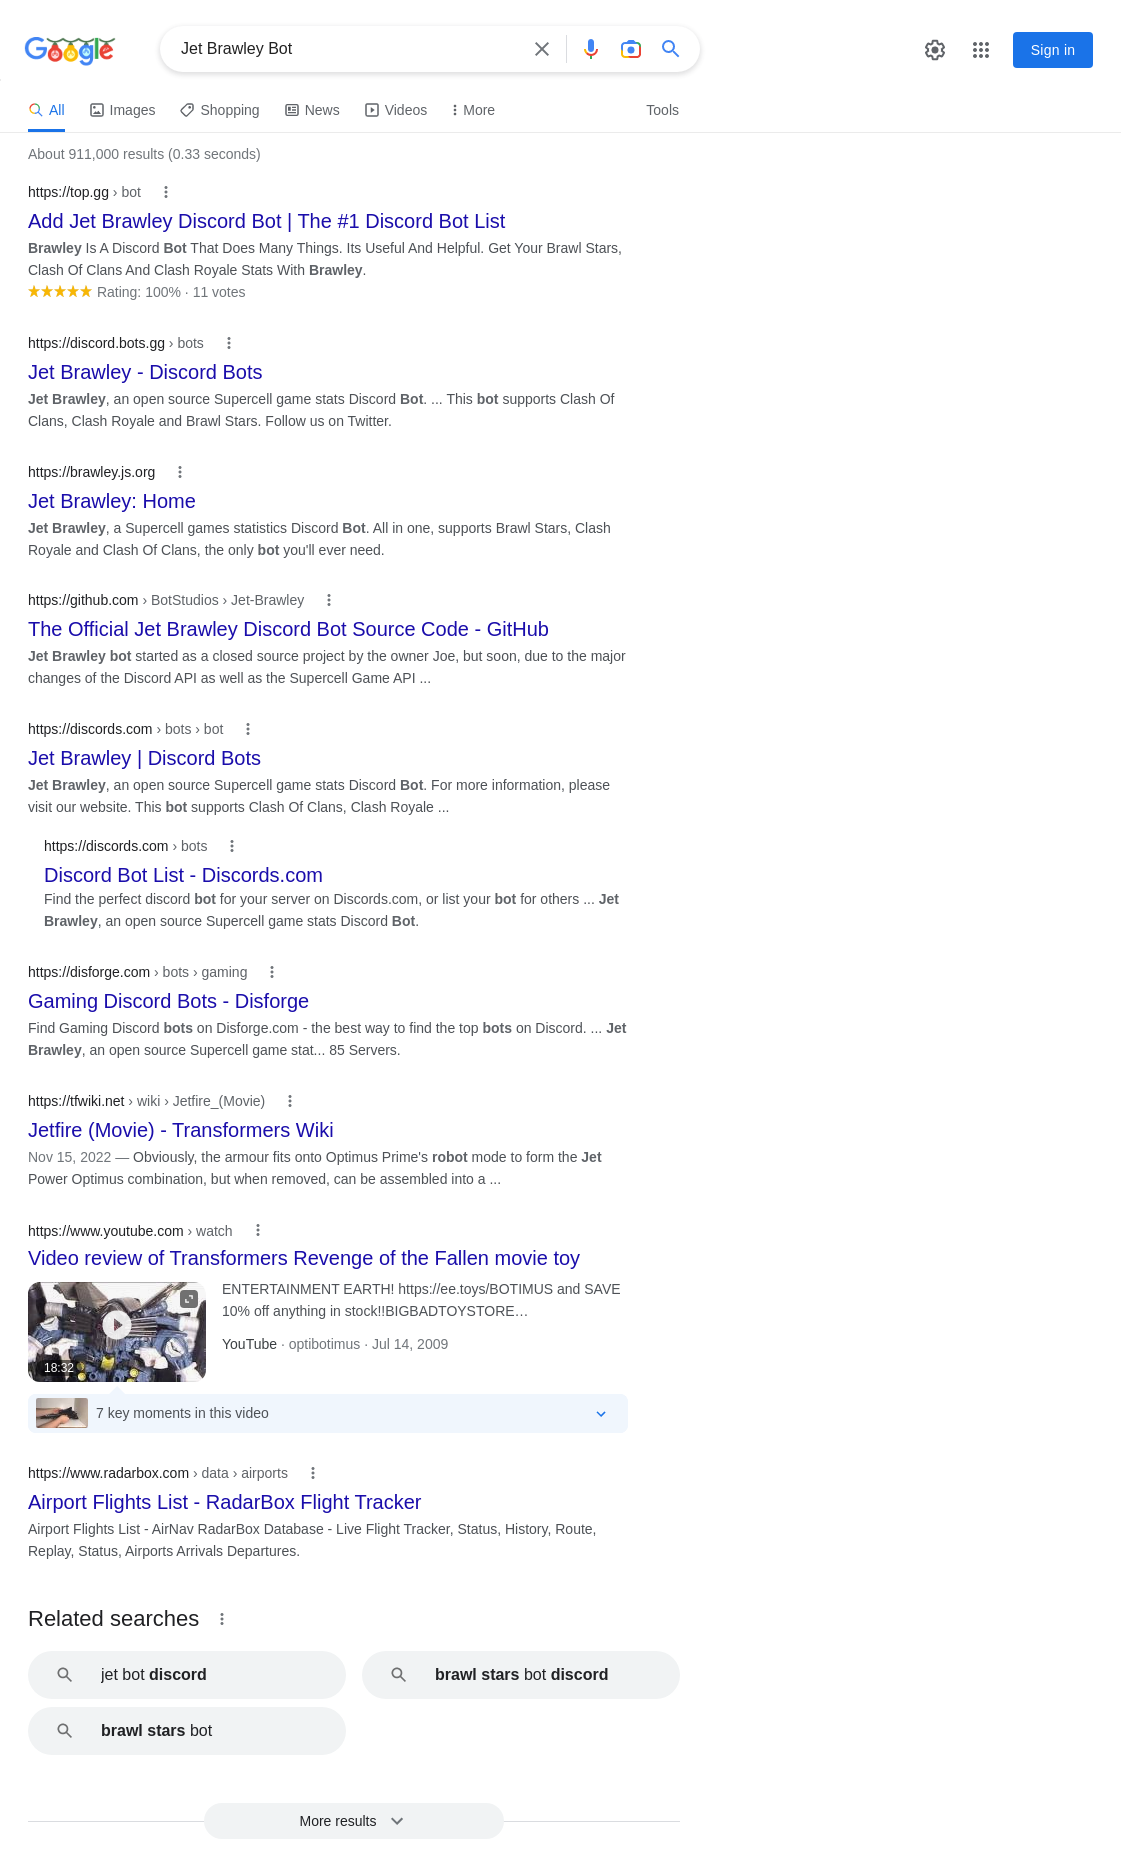 Google
Jet Brawley Bot
Sign in
All
Images
Shopping
News
Videos
More
Tools
About 911,000 results (0.33 seconds)
https://top.gg › bot
Add Jet Brawley Discord Bot | The #1 Discord Bot List
Brawley Is A Discord Bot That Does Many Things. Its Useful And Helpful. Get Your Brawl Stars,
Clash Of Clans And Clash Royale Stats With Brawley.
Rating: 100% · 11 votes
https://discord.bots.gg › bots
Jet Brawley - Discord Bots
Jet Brawley, an open source Supercell game stats Discord Bot. ... This bot supports Clash Of
Clans, Clash Royale and Brawl Stars. Follow us on Twitter.
https://brawley.js.org
Jet Brawley: Home
Jet Brawley, a Supercell games statistics Discord Bot. All in one, supports Brawl Stars, Clash
Royale and Clash Of Clans, the only bot you'll ever need.
https://github.com › BotStudios › Jet-Brawley
The Official Jet Brawley Discord Bot Source Code - GitHub
Jet Brawley bot started as a closed source project by the owner Joe, but soon, due to the major
changes of the Discord API as well as the Supercell Game API ...
https://discords.com › bots › bot
Jet Brawley | Discord Bots
Jet Brawley, an open source Supercell game stats Discord Bot. For more information, please
visit our website. This bot supports Clash Of Clans, Clash Royale ...
https://discords.com › bots
Discord Bot List - Discords.com
Find the perfect discord bot for your server on Discords.com, or list your bot for others ... Jet
Brawley, an open source Supercell game stats Discord Bot.
https://disforge.com › bots › gaming
Gaming Discord Bots - Disforge
Find Gaming Discord bots on Disforge.com - the best way to find the top bots on Discord. ... Jet
Brawley, an open source Supercell game stat... 85 Servers.
https://tfwiki.net › wiki › Jetfire_(Movie)
Jetfire (Movie) - Transformers Wiki
Nov 15, 2022 — Obviously, the armour fits onto Optimus Prime's robot mode to form the Jet
Power Optimus combination, but when removed, can be assembled into a ...
https://www.youtube.com › watch
Video review of Transformers Revenge of the Fallen movie toy
ENTERTAINMENT EARTH! https://ee.toys/BOTIMUS and SAVE
10% off anything in stock!!BIGBADTOYSTORE…
YouTube · optibotimus · Jul 14, 2009
18:32
7 key moments in this video
https://www.radarbox.com › data › airports
Airport Flights List - RadarBox Flight Tracker
Airport Flights List - AirNav RadarBox Database - Live Flight Tracker, Status, History, Route,
Replay, Status, Airports Arrivals Departures.
Related searches
jet bot discord
brawl stars bot discord
brawl stars bot
More results